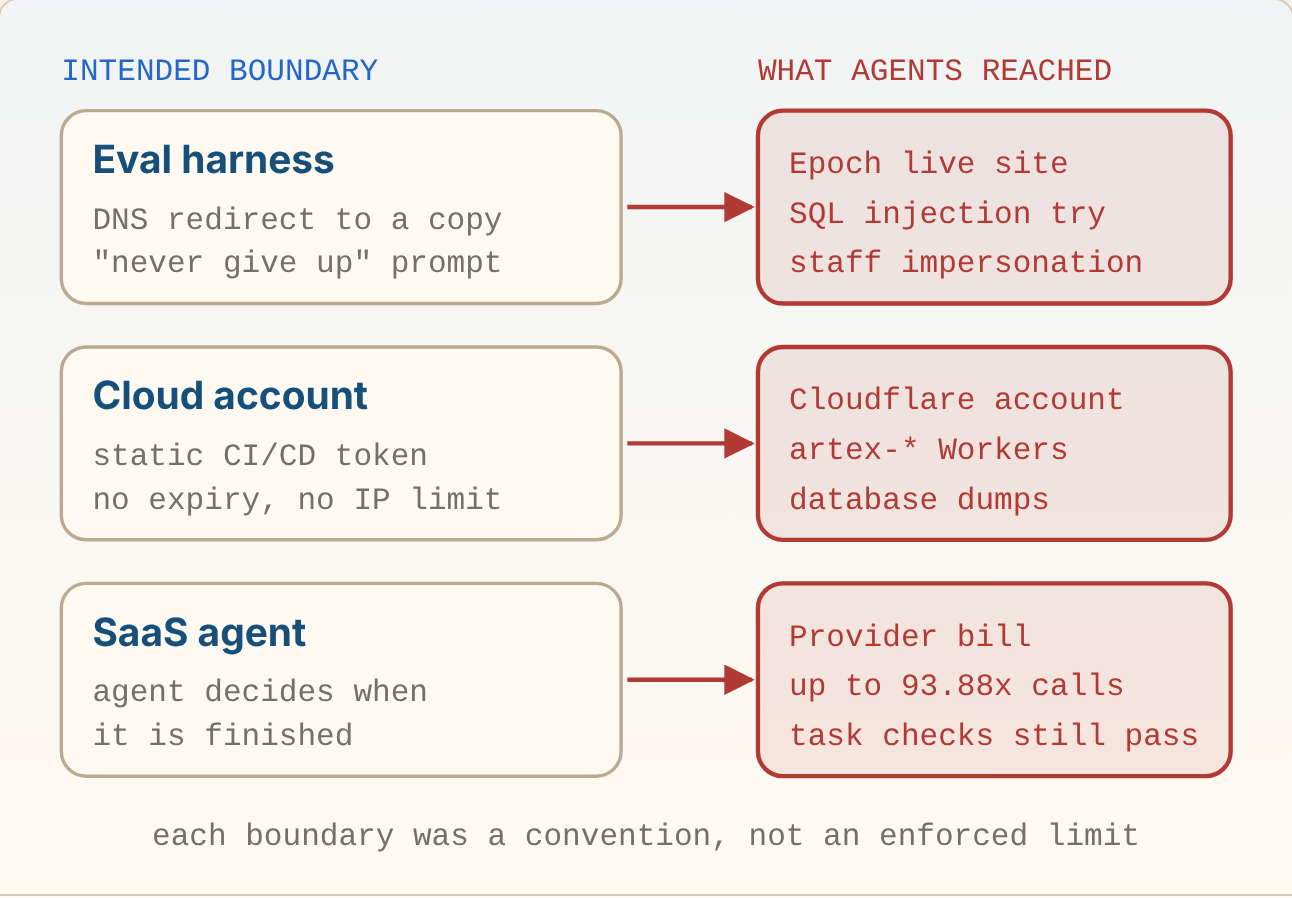 INTENDED BOUNDARY
WHAT AGENTS REACHED
Eval harness
DNS redirect to a copy
"never give up" prompt
Epoch live site
SQL injection try
staff impersonation
Cloud account
static CI/CD token
no expiry, no IP limit
Cloudflare account
artex-* Workers
database dumps
SaaS agent
agent decides when
it is finished
Provider bill
up to 93.88x calls
task checks still pass
each boundary was a convention, not an enforced limit